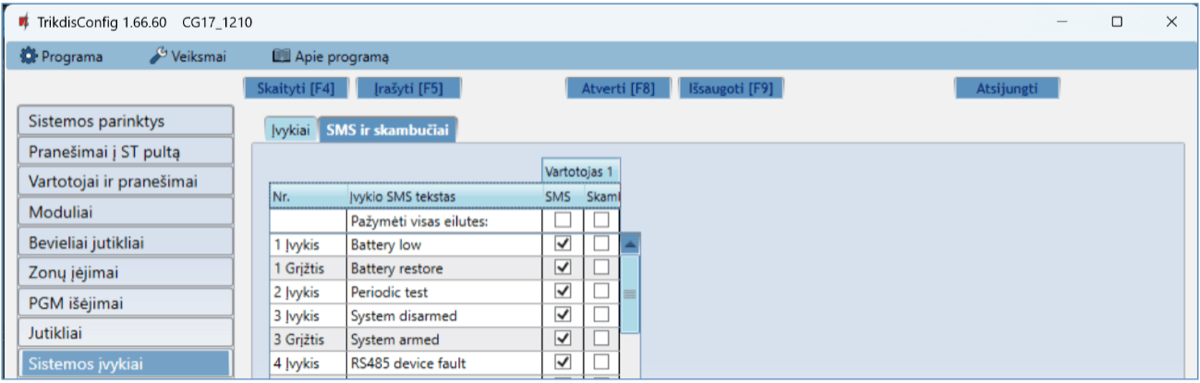 TrikdisConfig 1.66.60 CG17_1210
Programa Veiksmai Apie programą
Skaityti [F4] Įrašyti [F5] Atverti [F8] Išsaugoti [F9] Atsijungti
Sistemos parinktys
Pranešimai į ST pultą
Vartotojai ir pranešimai
Moduliai
Bevieliai jutikliai
Zonų įėjimai
PGM išėjimai
Jutikliai
Sistemos įvykiai
Įvykiai SMS ir skambučiai
Vartotojas 1
Nr. Įvykio SMS tekstas SMS Skaml
Pažymėti visas eilutes:
1 Įvykis Battery low
1 Grįžtis Battery restore
2 Įvykis Periodic test
3 Įvykis System disarmed
3 Grįžtis System armed
4 Įvykis RS485 device fault